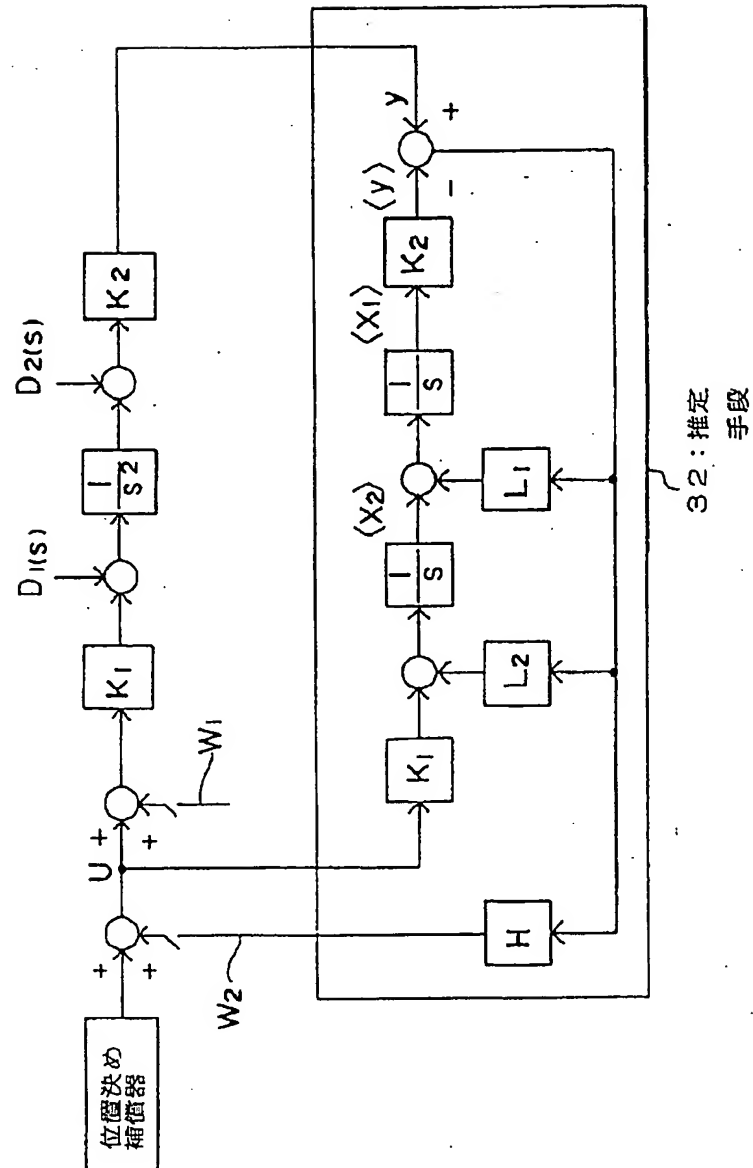 位置決め
補償器
U
+
+
+
+
W1
W2
K1
D1(s)
1
s2
D2(s)
K2
y
+
-
⟨y⟩
K2
⟨X1⟩
1
s
⟨X2⟩
1
s
K1
L1
L2
H
32:推定
手段